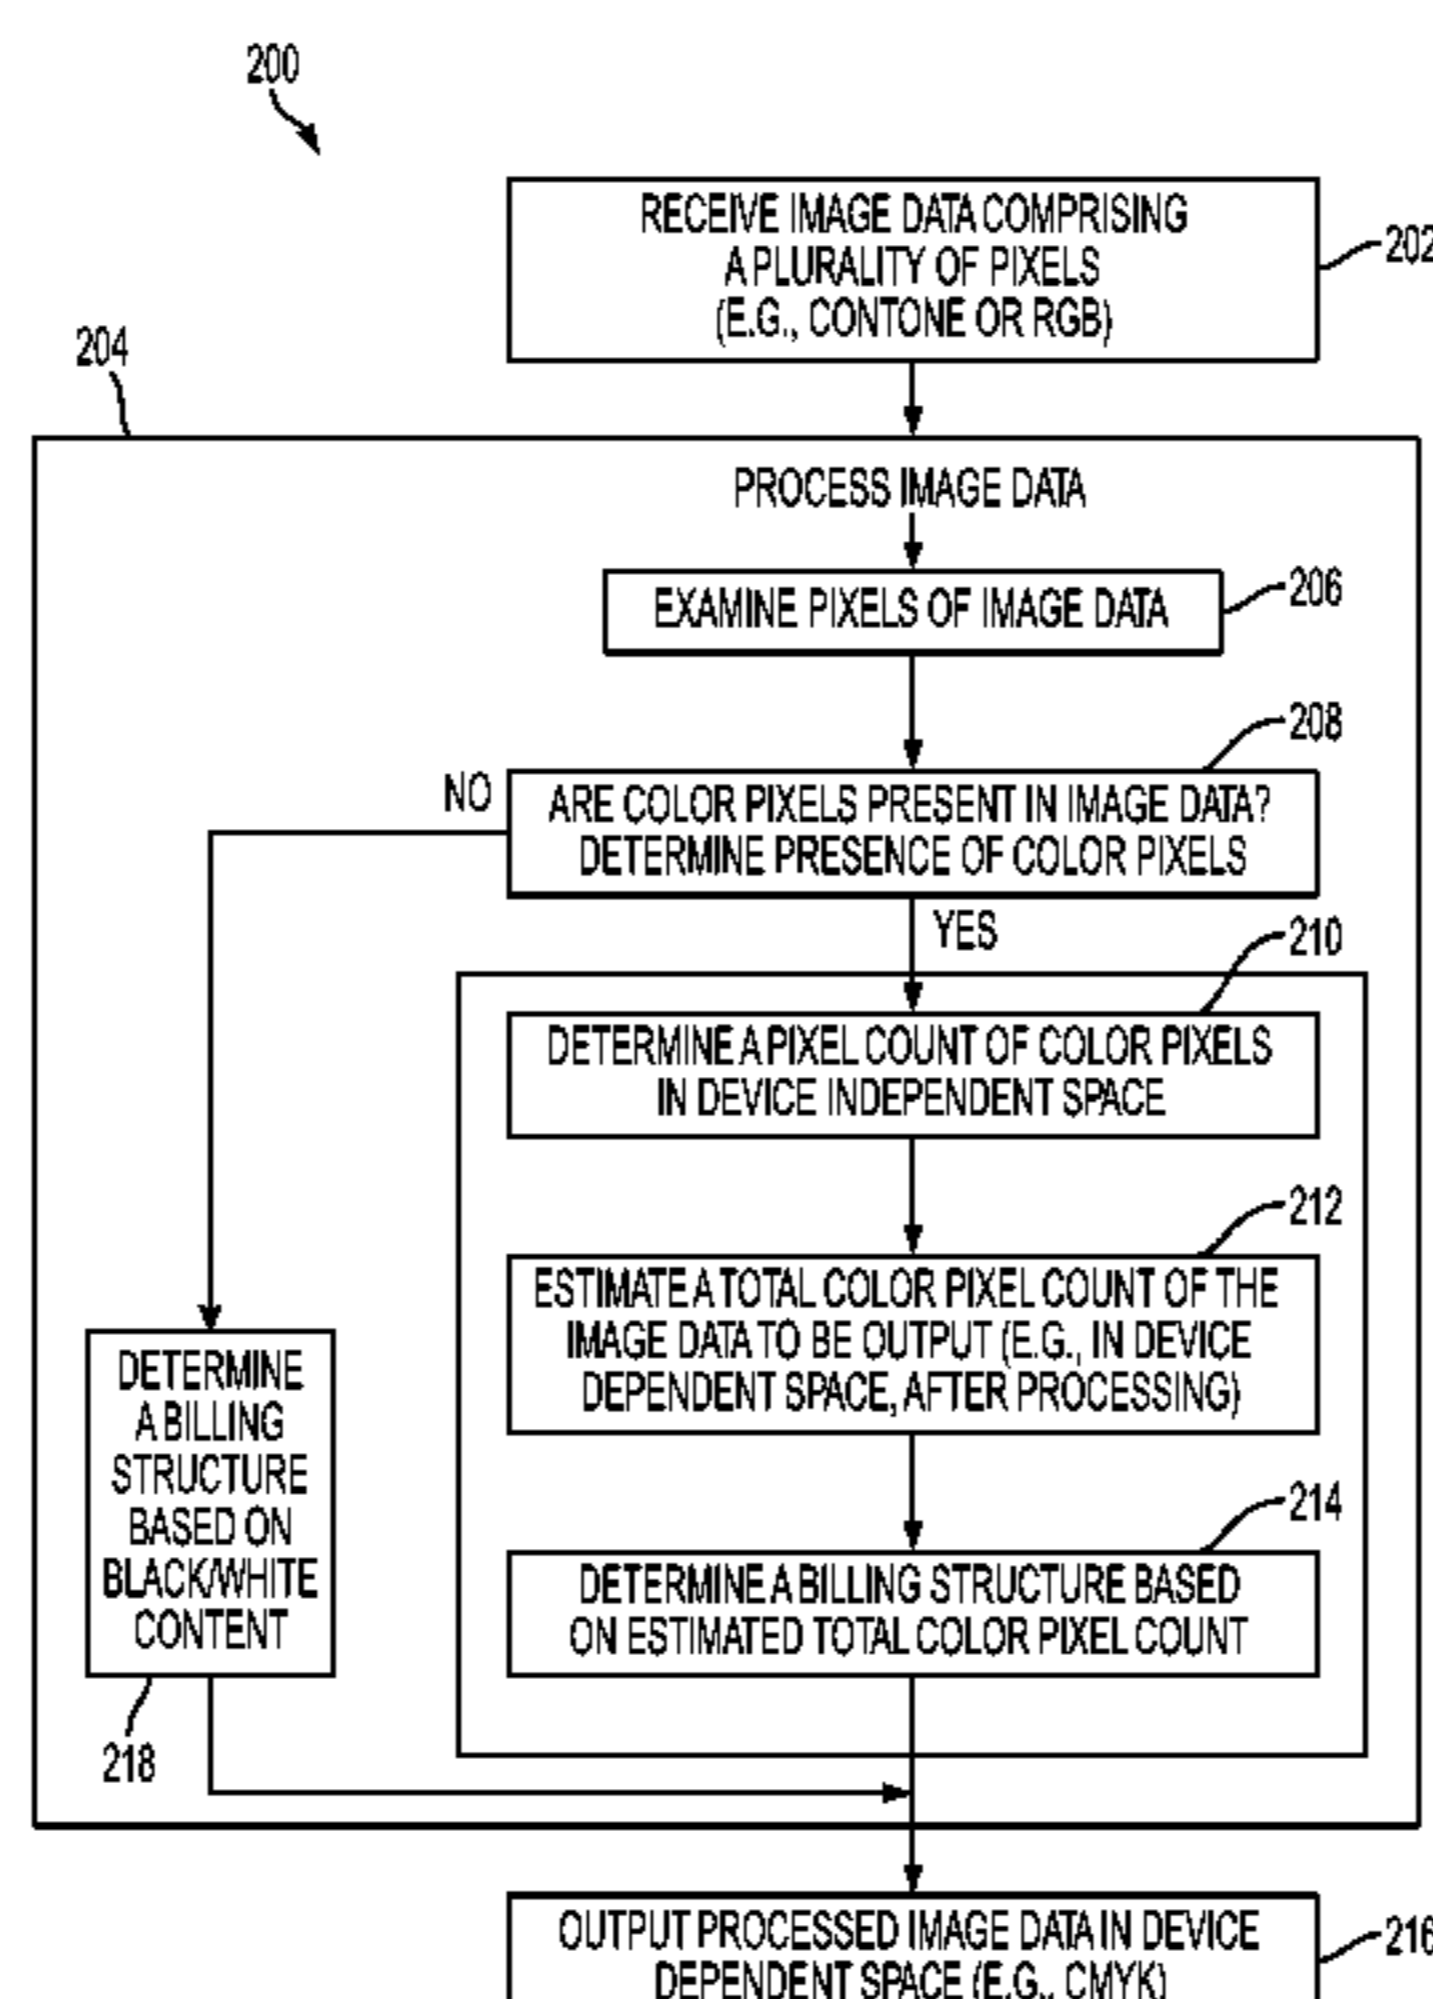 200
RECEIVE IMAGE DATA COMPRISING
A PLURALITY OF PIXELS
(E.G., CONTONE OR RGB)
202
204
PROCESS IMAGE DATA
EXAMINE PIXELS OF IMAGE DATA
206
208
NO
ARE COLOR PIXELS PRESENT IN IMAGE DATA?
DETERMINE PRESENCE OF COLOR PIXELS
YES
210
DETERMINE A PIXEL COUNT OF COLOR PIXELS
IN DEVICE INDEPENDENT SPACE
212
ESTIMATE A TOTAL COLOR PIXEL COUNT OF THE
IMAGE DATA TO BE OUTPUT (E.G., IN DEVICE
DEPENDENT SPACE, AFTER PROCESSING)
DETERMINE
A BILLING
STRUCTURE
BASED ON
BLACK/WHITE
CONTENT
218
214
DETERMINE A BILLING STRUCTURE BASED
ON ESTIMATED TOTAL COLOR PIXEL COUNT
OUTPUT PROCESSED IMAGE DATA IN DEVICE
DEPENDENT SPACE (E.G., CMYK)
216